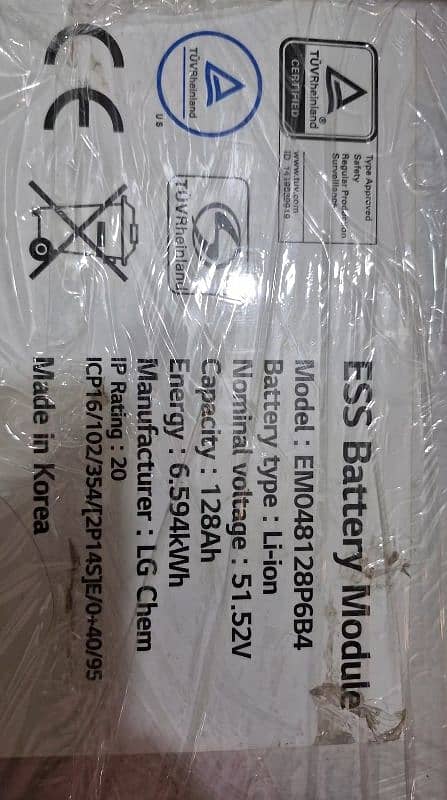 ESS Battery Module
Model : EM048128P6B4
Battery type : Li-ion
Nominal voltage : 51.52V
Capacity : 128Ah
Energy : 6.594kWh
Manufacturer : LG Chem
IP Rating : 20
ICP16/102/354/[2P14S]E/0+40/95
Made in Korea
TÜVRheinland®
CERTIFIED
Type Approved
Safety
Regular Production
Surveillance
www.tuv.com
TÜVRheinland
US
TÜVRheinland
CE